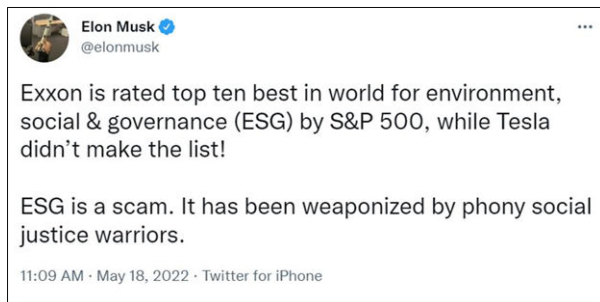 Elon Musk
@elonmusk
Exxon is rated top ten best in world for environment,
social & governance (ESG) by S&P 500, while Tesla
didn’t make the list!
ESG is a scam. It has been weaponized by phony social
justice warriors.
11:09 AM · May 18, 2022 · Twitter for iPhone